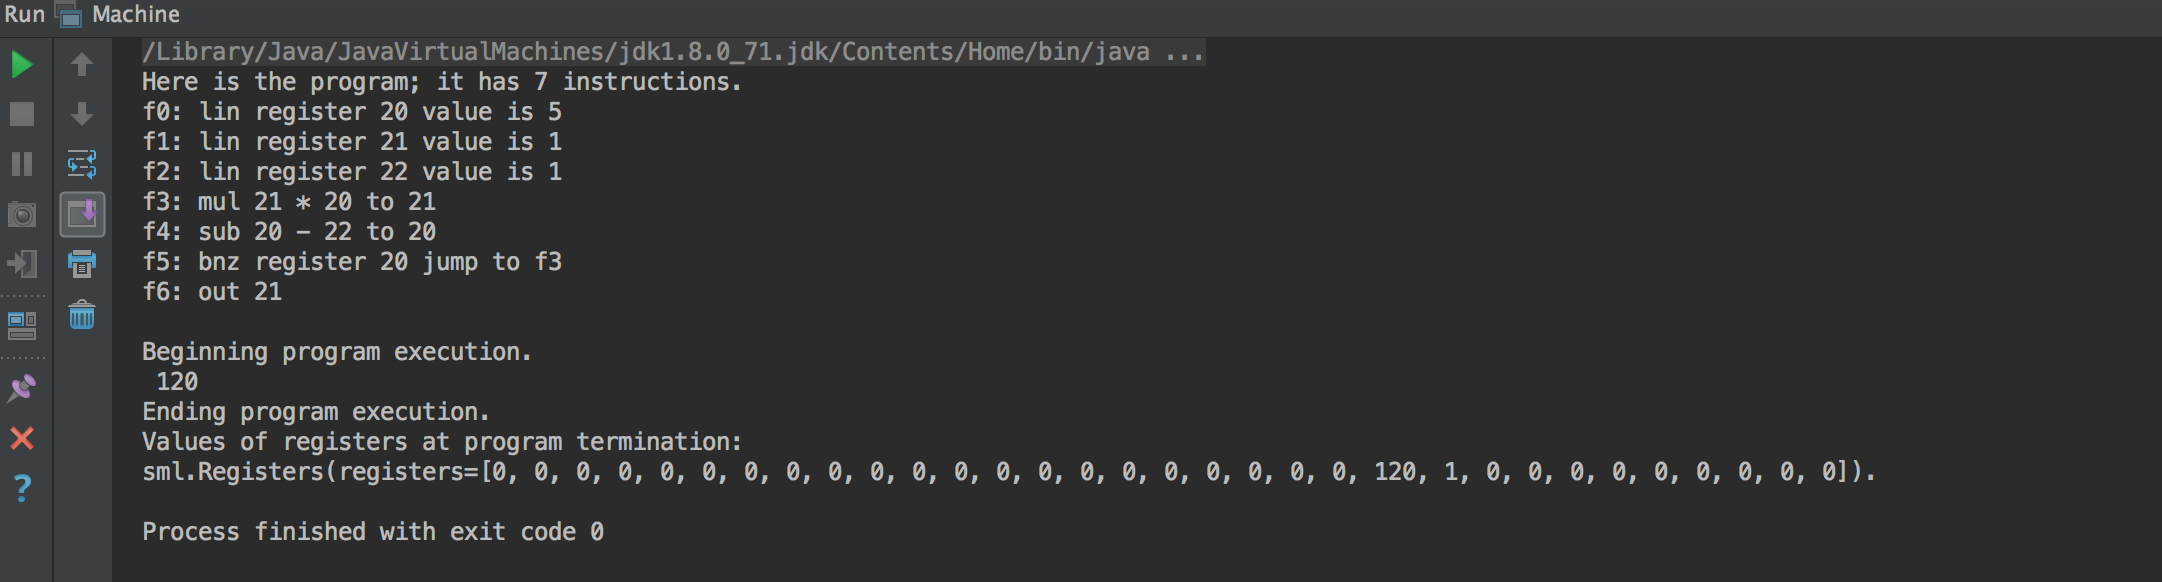 Run Machine
/Library/Java/JavaVirtualMachines/jdk1.8.0_71.jdk/Contents/Home/bin/java ...
Here is the program; it has 7 instructions.
f0: lin register 20 value is 5
f1: lin register 21 value is 1
f2: lin register 22 value is 1
f3: mul 21 * 20 to 21
f4: sub 20 - 22 to 20
f5: bnz register 20 jump to f3
f6: out 21
Beginning program execution.
120
Ending program execution.
Values of registers at program termination:
sml.Registers(registers=[0, 0, 0, 0, 0, 0, 0, 0, 0, 0, 0, 0, 0, 0, 0, 0, 0, 0, 0, 0, 0, 120, 1, 0, 0, 0, 0, 0, 0, 0, 0, 0]).
Process finished with exit code 0